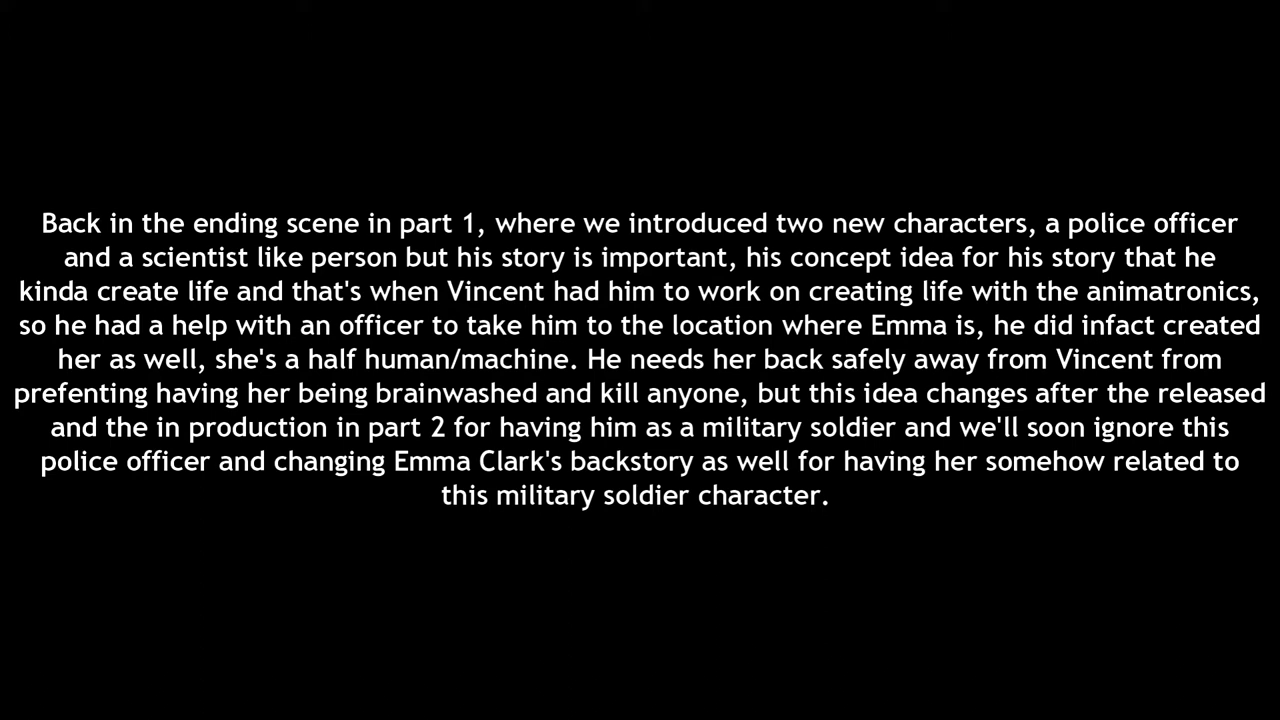 Back in the ending scene in part 1, where we introduced two new characters, a police officer
and a scientist like person but his story is important, his concept idea for his story that he
kinda create life and that's when Vincent had him to work on creating life with the animatronics,
so he had a help with an officer to take him to the location where Emma is, he did infact created
her as well, she's a half human/machine. He needs her back safely away from Vincent from
prefenting having her being brainwashed and kill anyone, but this idea changes after the released
and the in production in part 2 for having him as a military soldier and we'll soon ignore this
police officer and changing Emma Clark's backstory as well for having her somehow related to
this military soldier character.